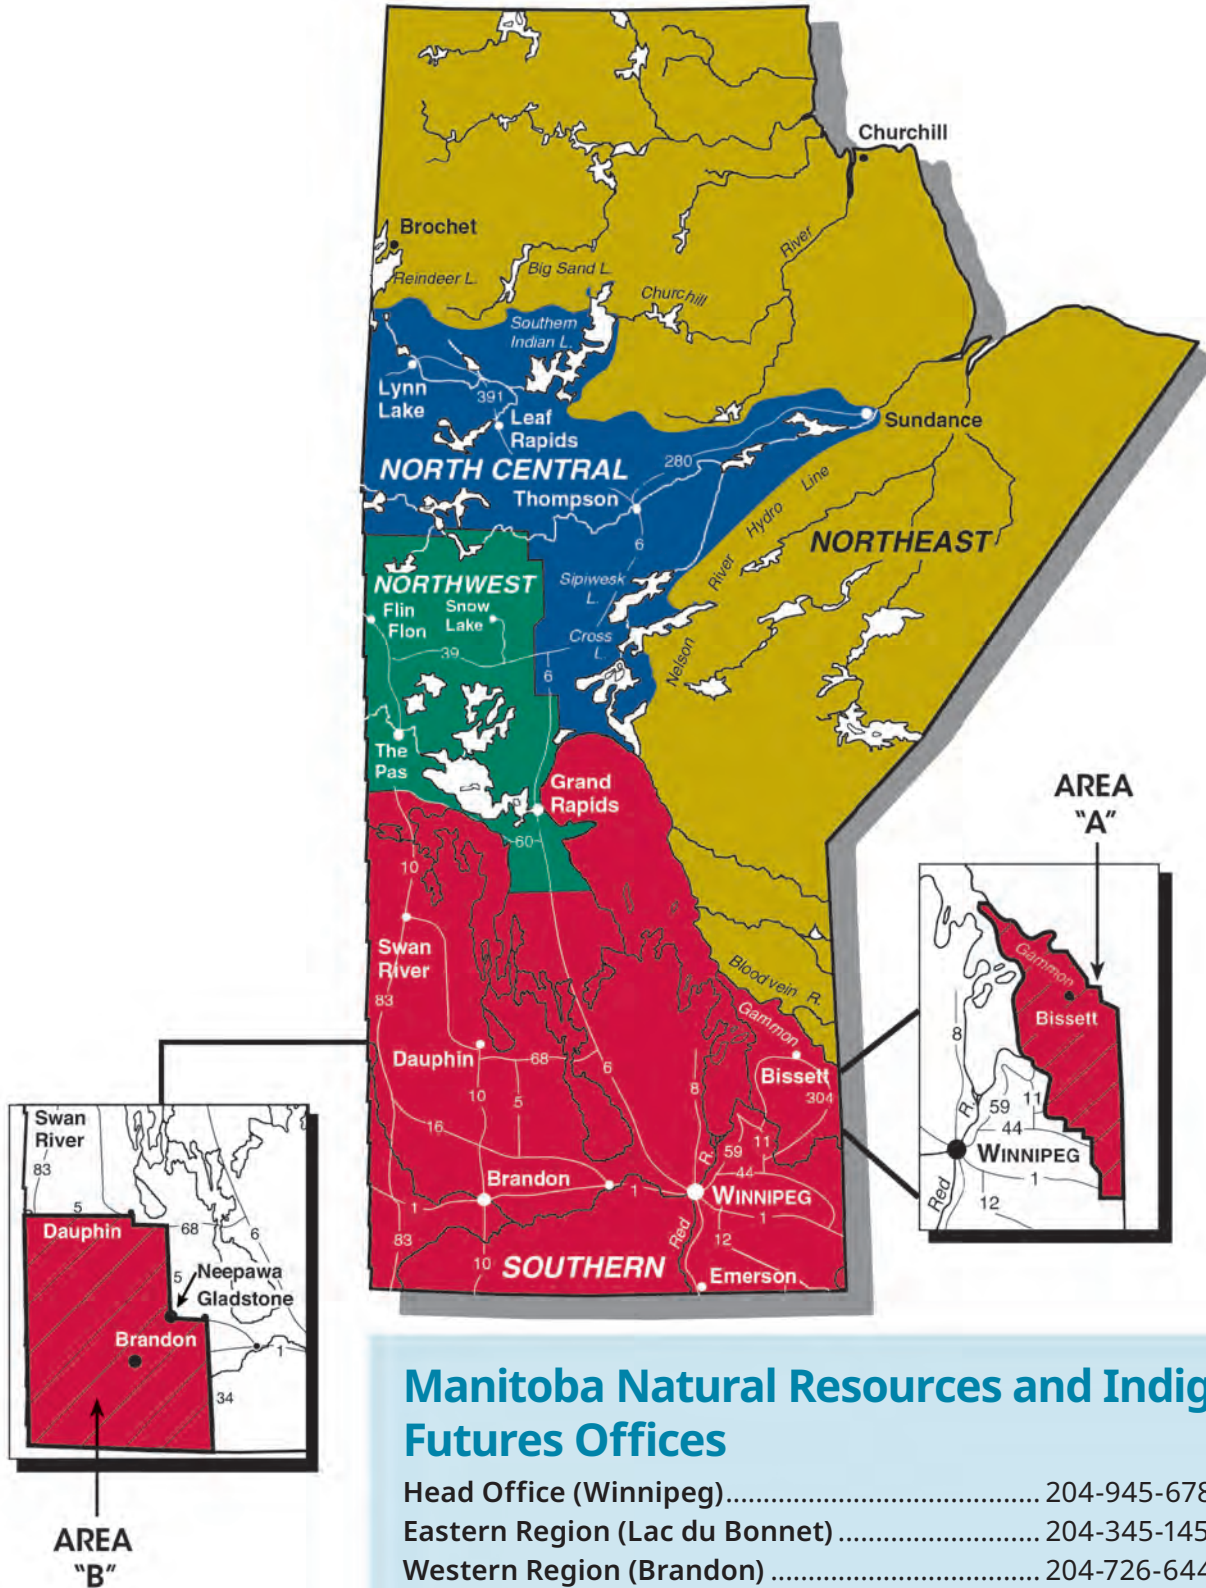 Churchill
Brochet
Reindeer L.
Big Sand L.
River
Churchill
Southern
Indian L.
Lynn
Lake
391
Leaf
Rapids
Sundance
NORTH CENTRAL
280
Thompson
Line
Hydro
River
Nelson
NORTHEAST
6
NORTHWEST
Sipiwesk
L.
Flin
Flon
Snow
Lake
Cross
L.
39
6
The
Pas
Grand
Rapids
60
10
Swan
River
83
Bloodvein R.
Gammon
Dauphin
68
6
8
Bissett
304
10
5
16
11
59
44
R.
Brandon
1
WINNIPEG
1
1
83
Red
12
10
SOUTHERN
Emerson
AREA
"A"
Gammon
Bissett
8
R.
59
11
44
WINNIPEG
1
Red
12
Swan
River
83
5
Dauphin
68
6
5
Neepawa
Gladstone
Brandon
1
34
AREA
"B"
Manitoba Natural Resources and Indig
Futures Offices
Head Office (Winnipeg)......................................... 204-945-678
Eastern Region (Lac du Bonnet) ........................... 204-345-145
Western Region (Brandon) .................................... 204-726-644